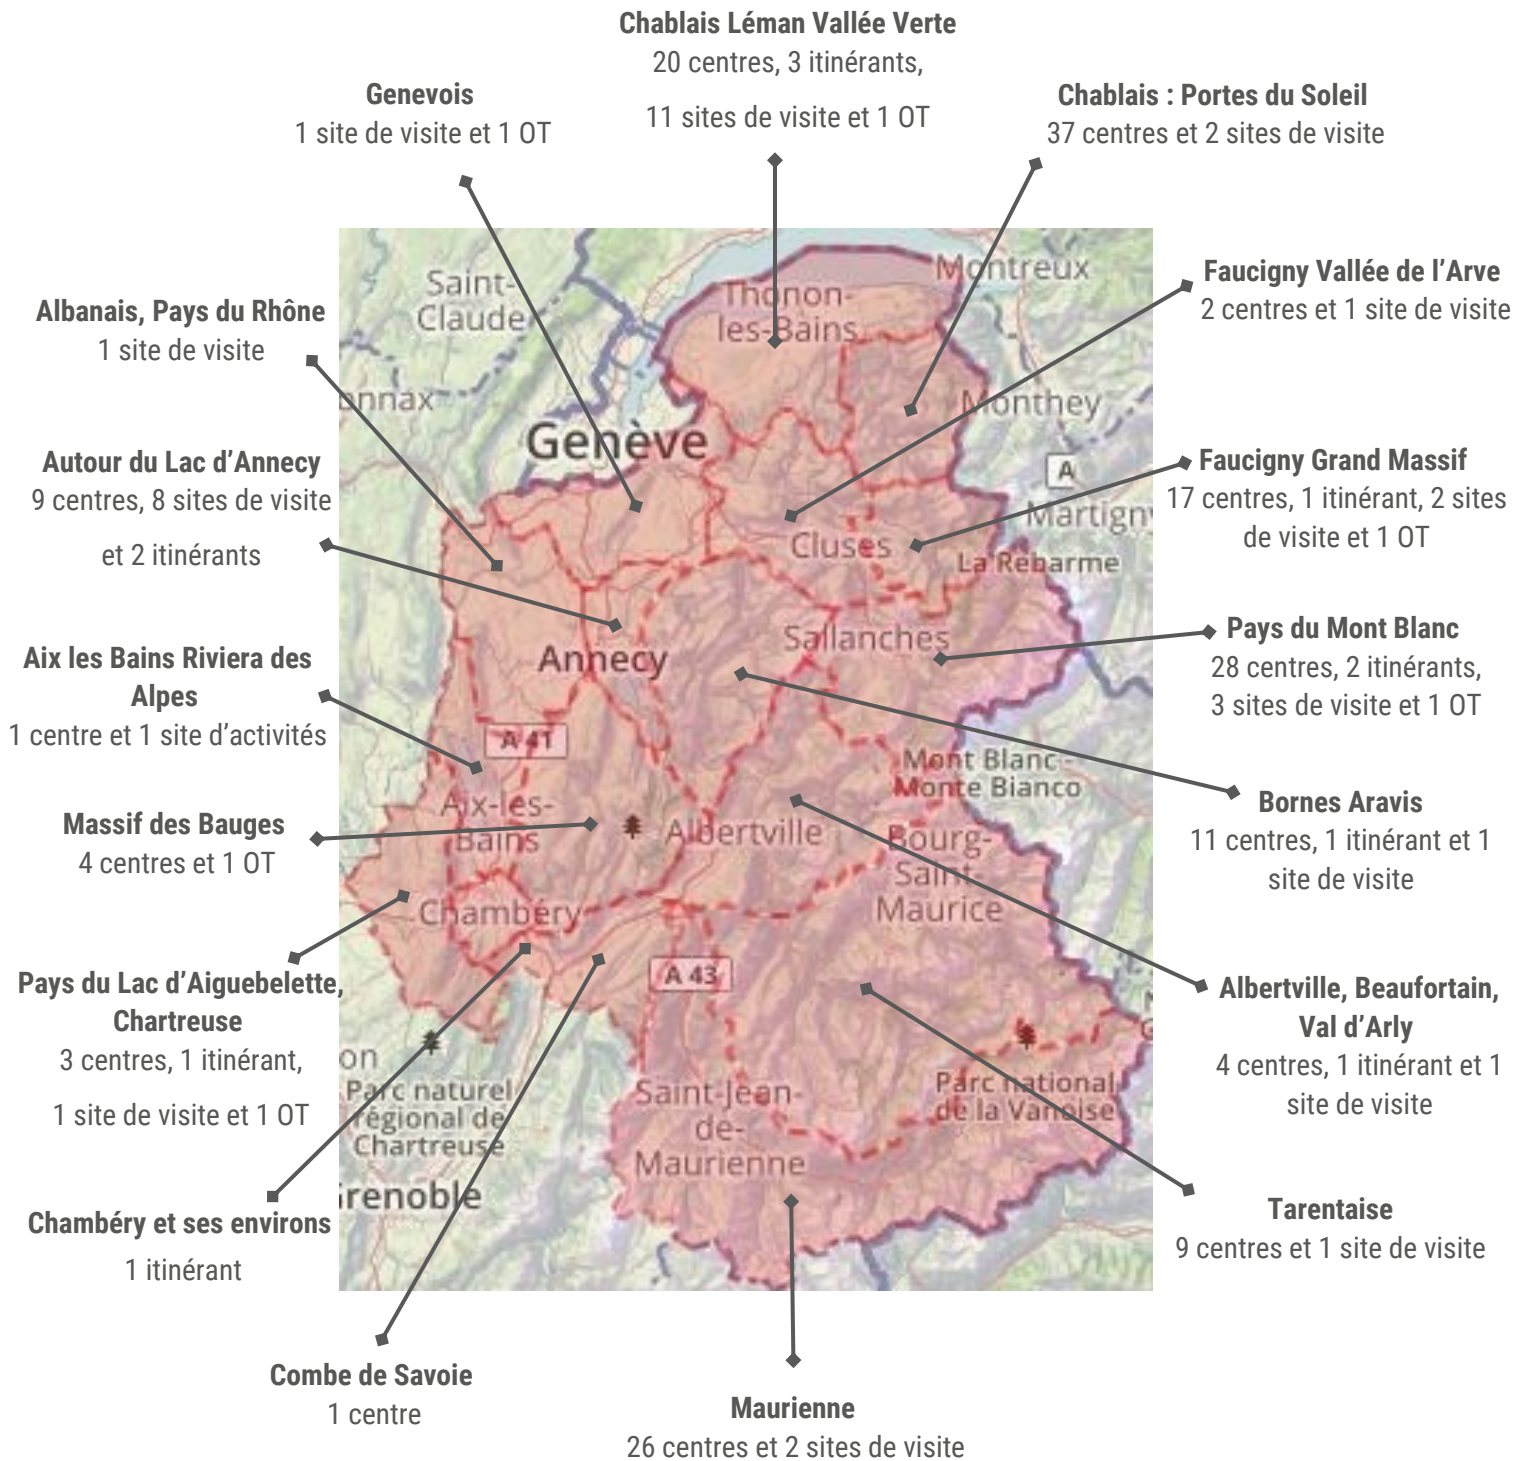 Chablais Léman Vallée Verte
20 centres, 3 itinérants,
11 sites de visite et 1 OT
Genevois
1 site de visite et 1 OT
Chablais : Portes du Soleil
37 centres et 2 sites de visite
Faucigny Vallée de l'Arve
2 centres et 1 site de visite
Albanais, Pays du Rhône
1 site de visite
Autour du Lac d'Annecy
9 centres, 8 sites de visite
et 2 itinérants
Faucigny Grand Massif
17 centres, 1 itinérant, 2 sites
de visite et 1 OT
Pays du Mont Blanc
28 centres, 2 itinérants,
3 sites de visite et 1 OT
Aix les Bains Riviera des
Alpes
1 centre et 1 site d'activités
Massif des Bauges
4 centres et 1 OT
Bornes Aravis
11 centres, 1 itinérant et 1
site de visite
Pays du Lac d'Aiguebelette,
Chartreuse
3 centres, 1 itinérant,
1 site de visite et 1 OT
Albertville, Beaufortain,
Val d'Arly
4 centres, 1 itinérant et 1
site de visite
Chambéry et ses environs
1 itinérant
Tarentaise
9 centres et 1 site de visite
Combe de Savoie
1 centre
Maurienne
26 centres et 2 sites de visite
Saint-
Claude
Montreux
Thonon-
les-Bains
onnax
Monthey
Genève
A
Martigny
Cluses
La Rebarme
Sallanches
Annecy
A 41
Mont Blanc -
Monte Bianco
Aix-les-
Bains
Albertville
Bourg-
Saint-
Maurice
Chambéry
A 43
on
Parc naturel
régional de
Chartreuse
Saint-Jean-
de-
Maurienne
Parc national
de la Vanoise
Grenoble